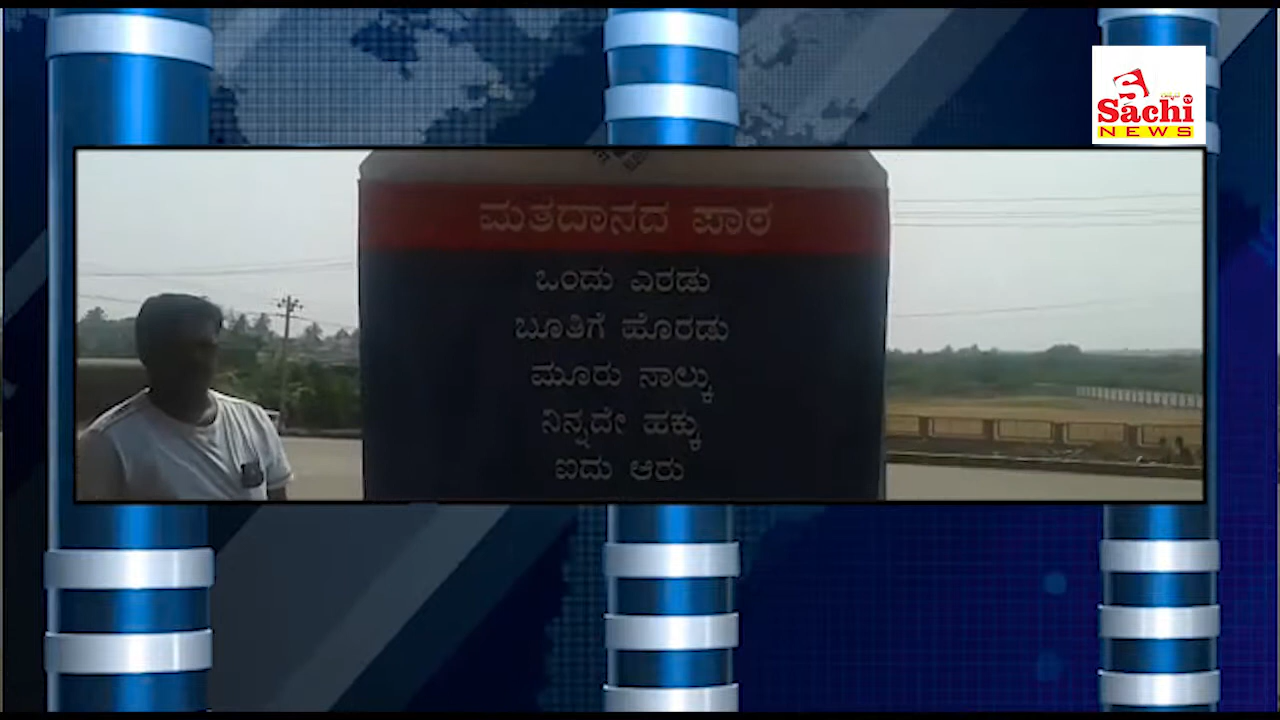 Sachi
NEWS
ಮತದಾನದ ಪಾಠ
ಒಂದು ಎರಡು
ಬೂತಿಗೆ ಹೊರಡು
ಮೂರು ನಾಲ್ಕು
ನಿನ್ನದೇ ಹಕ್ಕು
ಐದು ಆರು